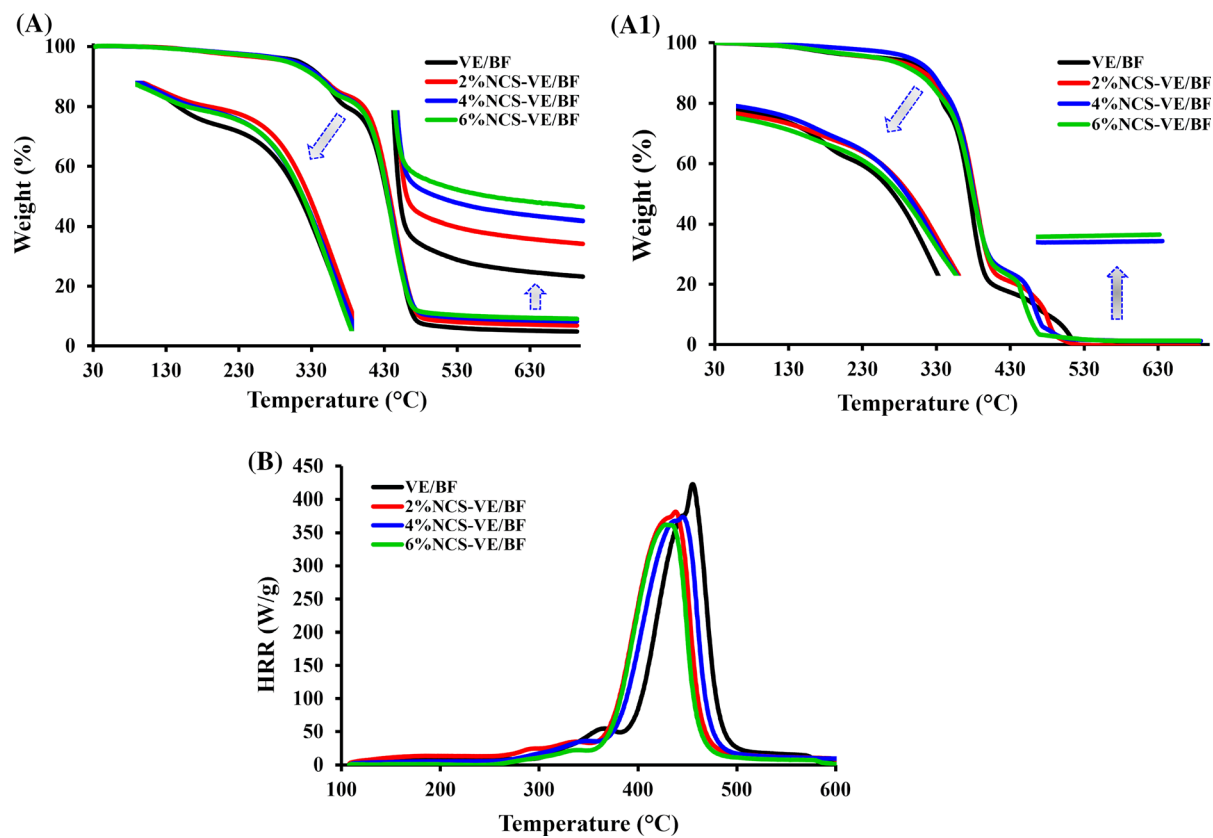 (A)
100
80
60
40
20
0
Weight (%)
VE/BF
2%NCS-VE/BF
4%NCS-VE/BF
6%NCS-VE/BF
30 130 230 330 430 530 630
Temperature (°C)
(A1)
100
80
60
40
20
0
Weight (%)
VE/BF
2%NCS-VE/BF
4%NCS-VE/BF
6%NCS-VE/BF
30 130 230 330 430 530 630
Temperature (°C)
(B)
450
400
350
300
250
200
150
100
50
0
HRR (W/g)
VE/BF
2%NCS-VE/BF
4%NCS-VE/BF
6%NCS-VE/BF
100 200 300 400 500 600
Temperature (°C)